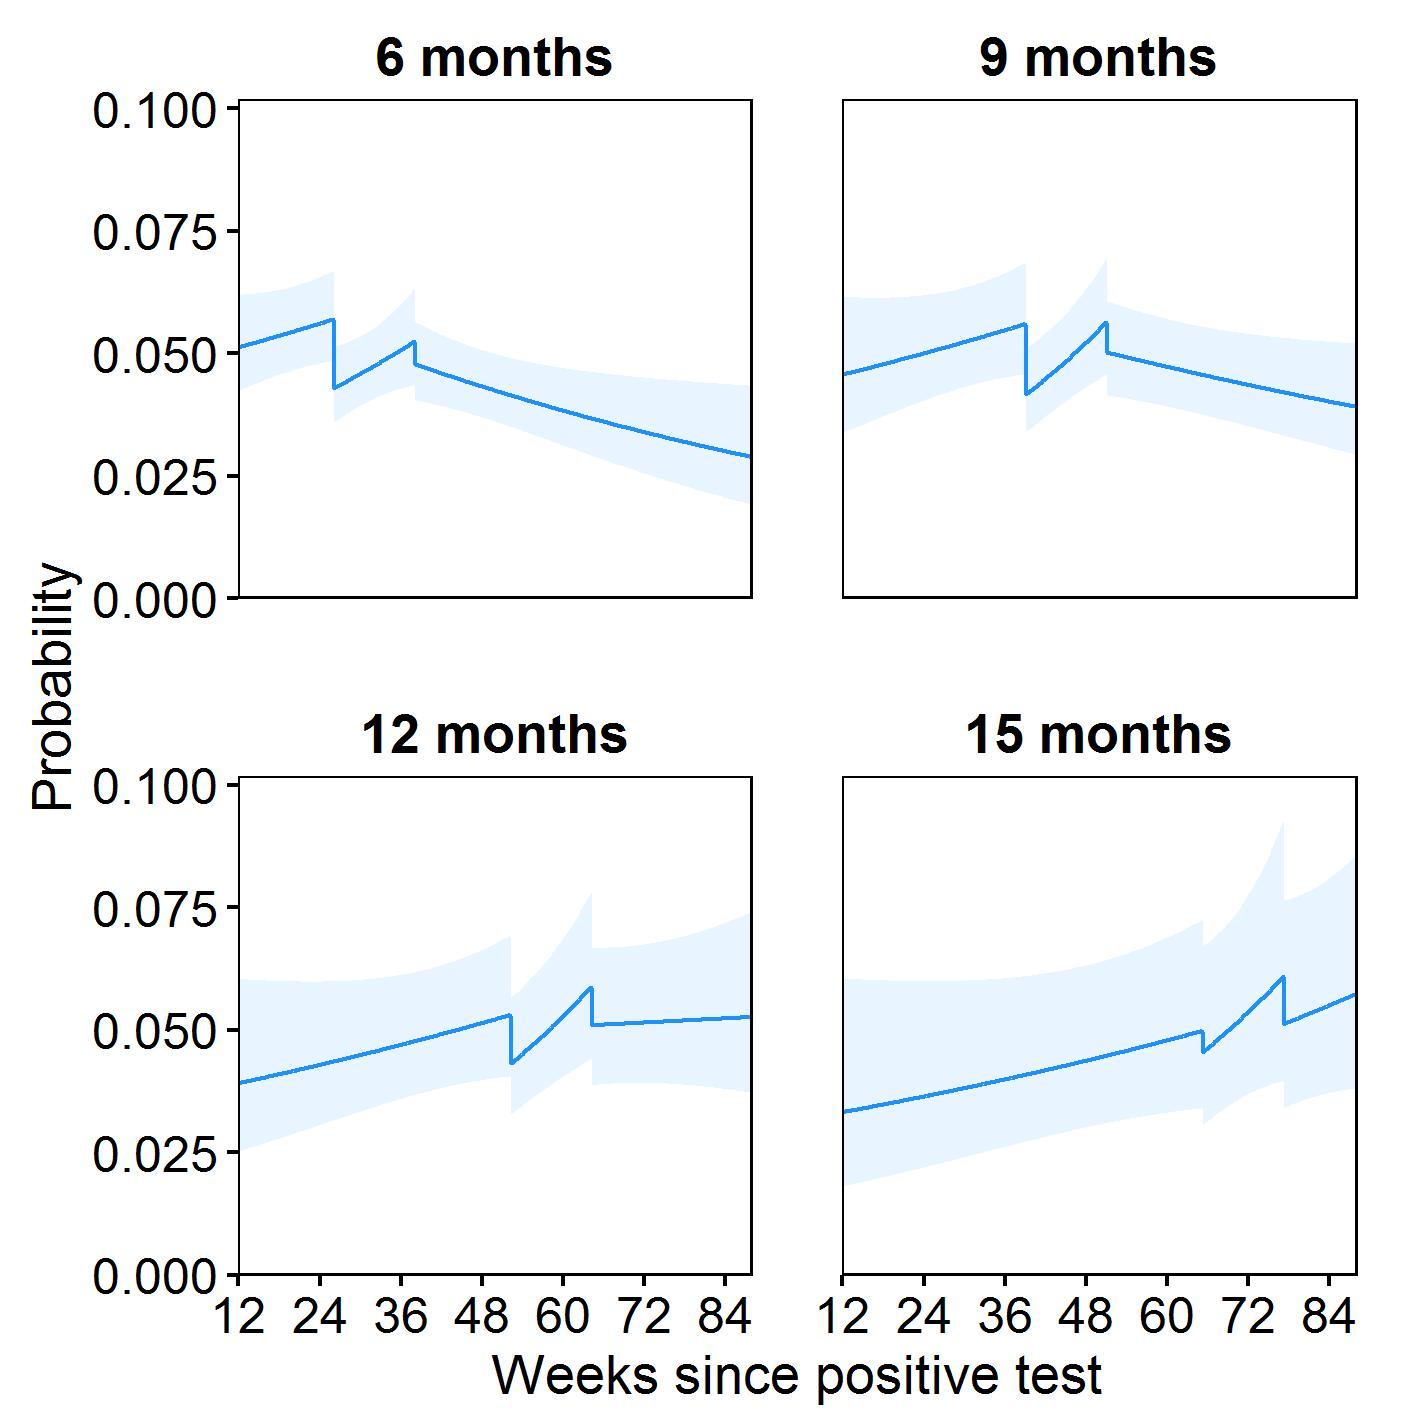 6 months
9 months
0.100
0.075
0.050
0.025
0.000
Probability
12 months
15 months
0.100
0.075
0.050
0.025
0.000
12 24 36 48 60 72 84
12 24 36 48 60 72 84
Weeks since positive test